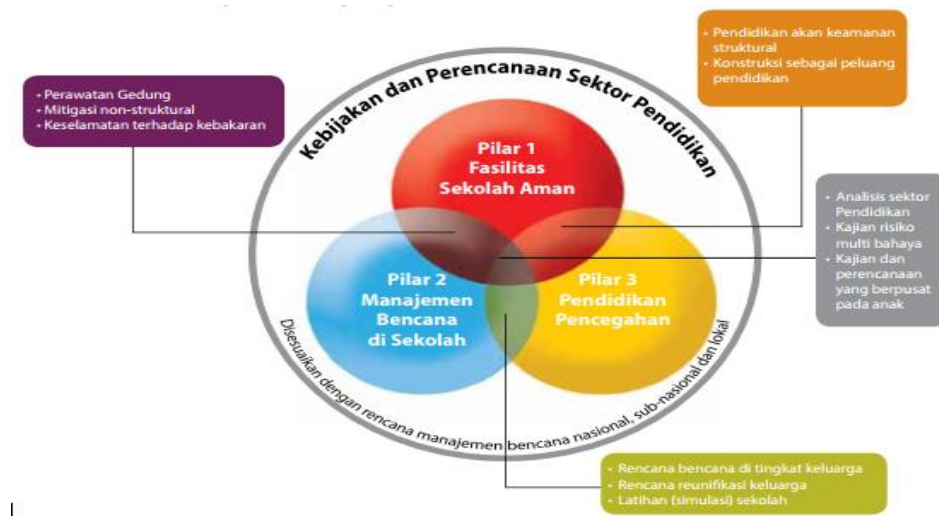 • Pendidikan akan keamanan
struktural
• Konstruksi sebagai peluang
pendidikan
• Perawatan Gedung
• Mitigasi non-struktural
• Keselamatan terhadap kebakaran
Kebijakan dan Perencanaan Sektor Pendidikan
Pilar 1
Fasilitas
Sekolah Aman
• Analisis sektor
Pendidikan
• Kajian risiko
multi bahaya
• Kajian dan
perencanaan
yang berpusat
pada anak
Pilar 2
Manajemen
Bencana
di Sekolah
Pilar 3
Pendidikan
Pencegahan
Disesuaikan dengan rencana manajemen bencana nasional, sub-nasional dan lokal
• Rencana bencana di tingkat keluarga
• Rencana reunifikasi keluarga
• Latihan (simulasi) sekolah